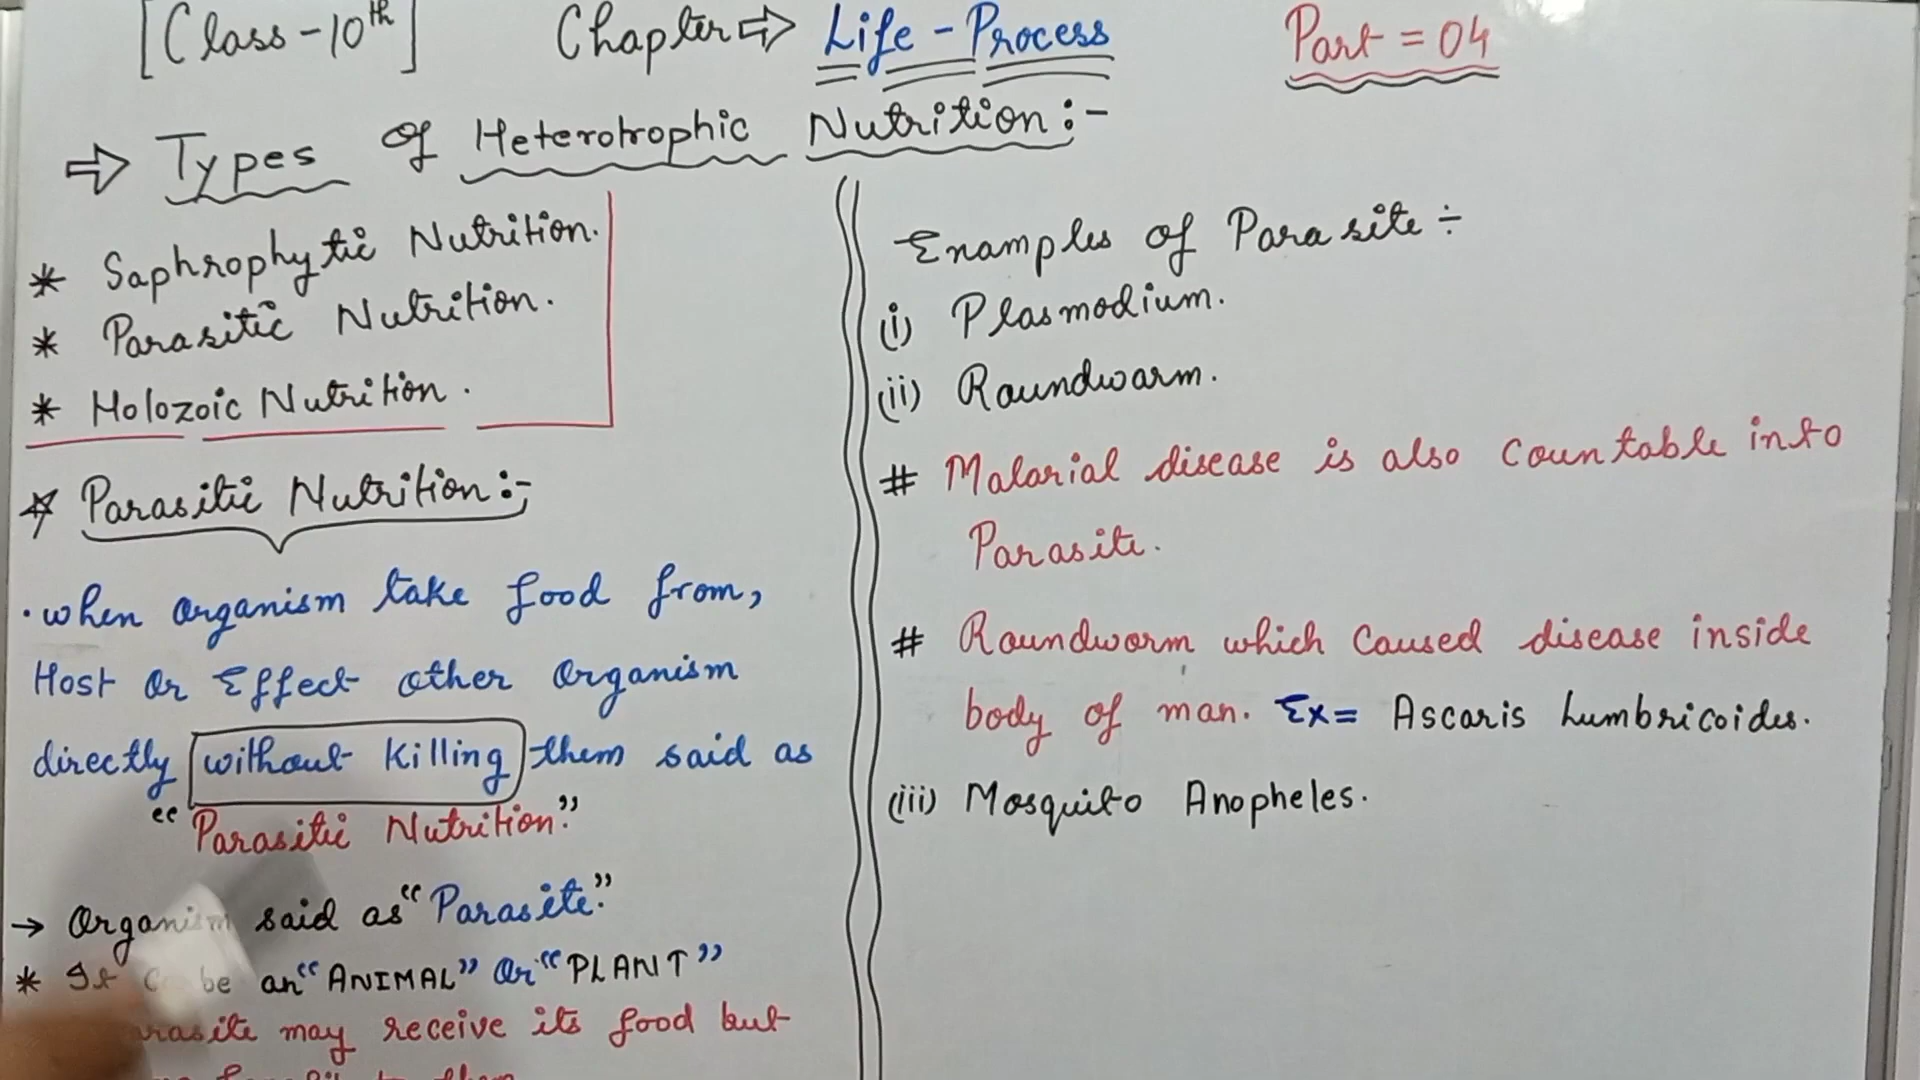 [Class-10th] Chapter ⇒ Life-Process Part = 04
⇒ Types of Heterotrophic Nutrition:-
* Saphrophytic Nutrition.
* Parasitic Nutrition.
* Holozoic Nutrition.
☆ Parasitic Nutrition:-
• when organism take food from,
Host or Effect other organism
directly without killing them said as
"Parasitic Nutrition."
→ Organism said as "Parasite."
* It be an "ANIMAL" or "PLANT"
may receive its food but
Examples of Parasite ÷
(i) Plasmodium.
(ii) Roundworm.
# Malarial disease is also countable into
Parasite.
# Roundworm which caused disease inside
body of man. Ex= Ascaris Lumbricoides.
(iii) Mosquito Anopheles.